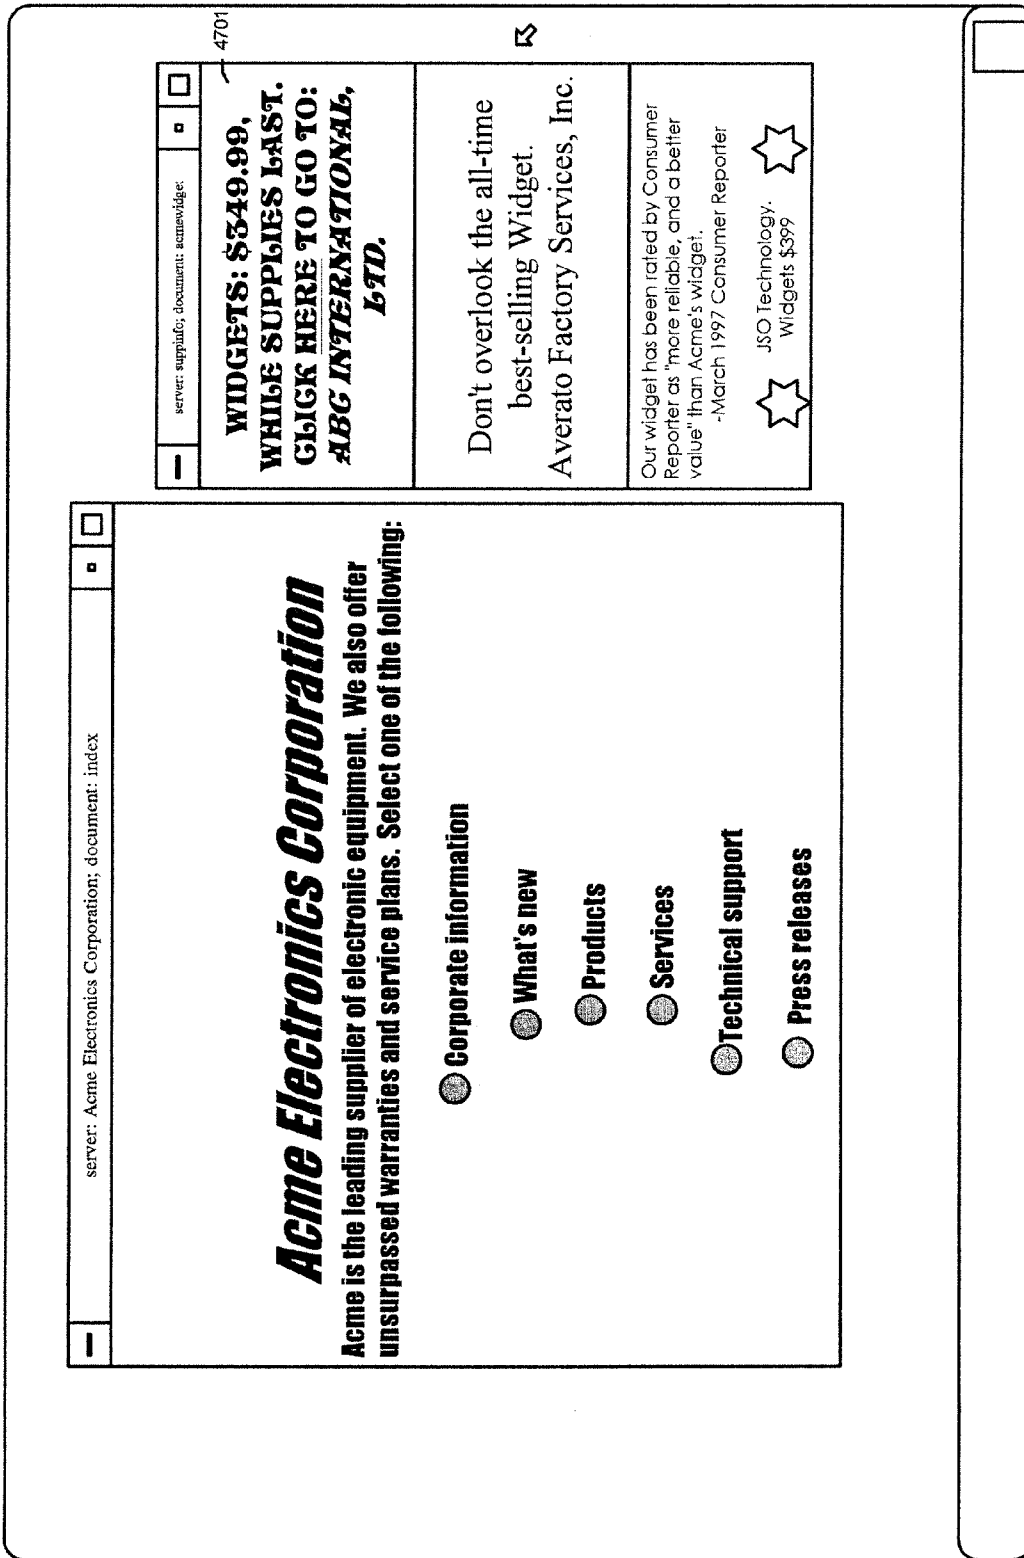 server: Acme Electronics Corporation; document: index
Acme Electronics Corporation
Acme is the leading supplier of electronic equipment. We also offer
unsurpassed warranties and service plans. Select one of the following:
Corporate information
What's new
Products
Services
Technical support
Press releases
server: suppinfo; document: acmewidget
4701
WIDGETS: $349.99,
WHILE SUPPLIES LAST.
CLICK HERE TO GO TO:
ABG INTERNATIONAL,
LTD.
Don't overlook the all-time
best-selling Widget.
Averato Factory Services, Inc.
Our widget has been rated by Consumer
Reporter as "more reliable, and a better
value" than Acme's widget.
-March 1997 Consumer Reporter
JSO Technology.
Widgets $399